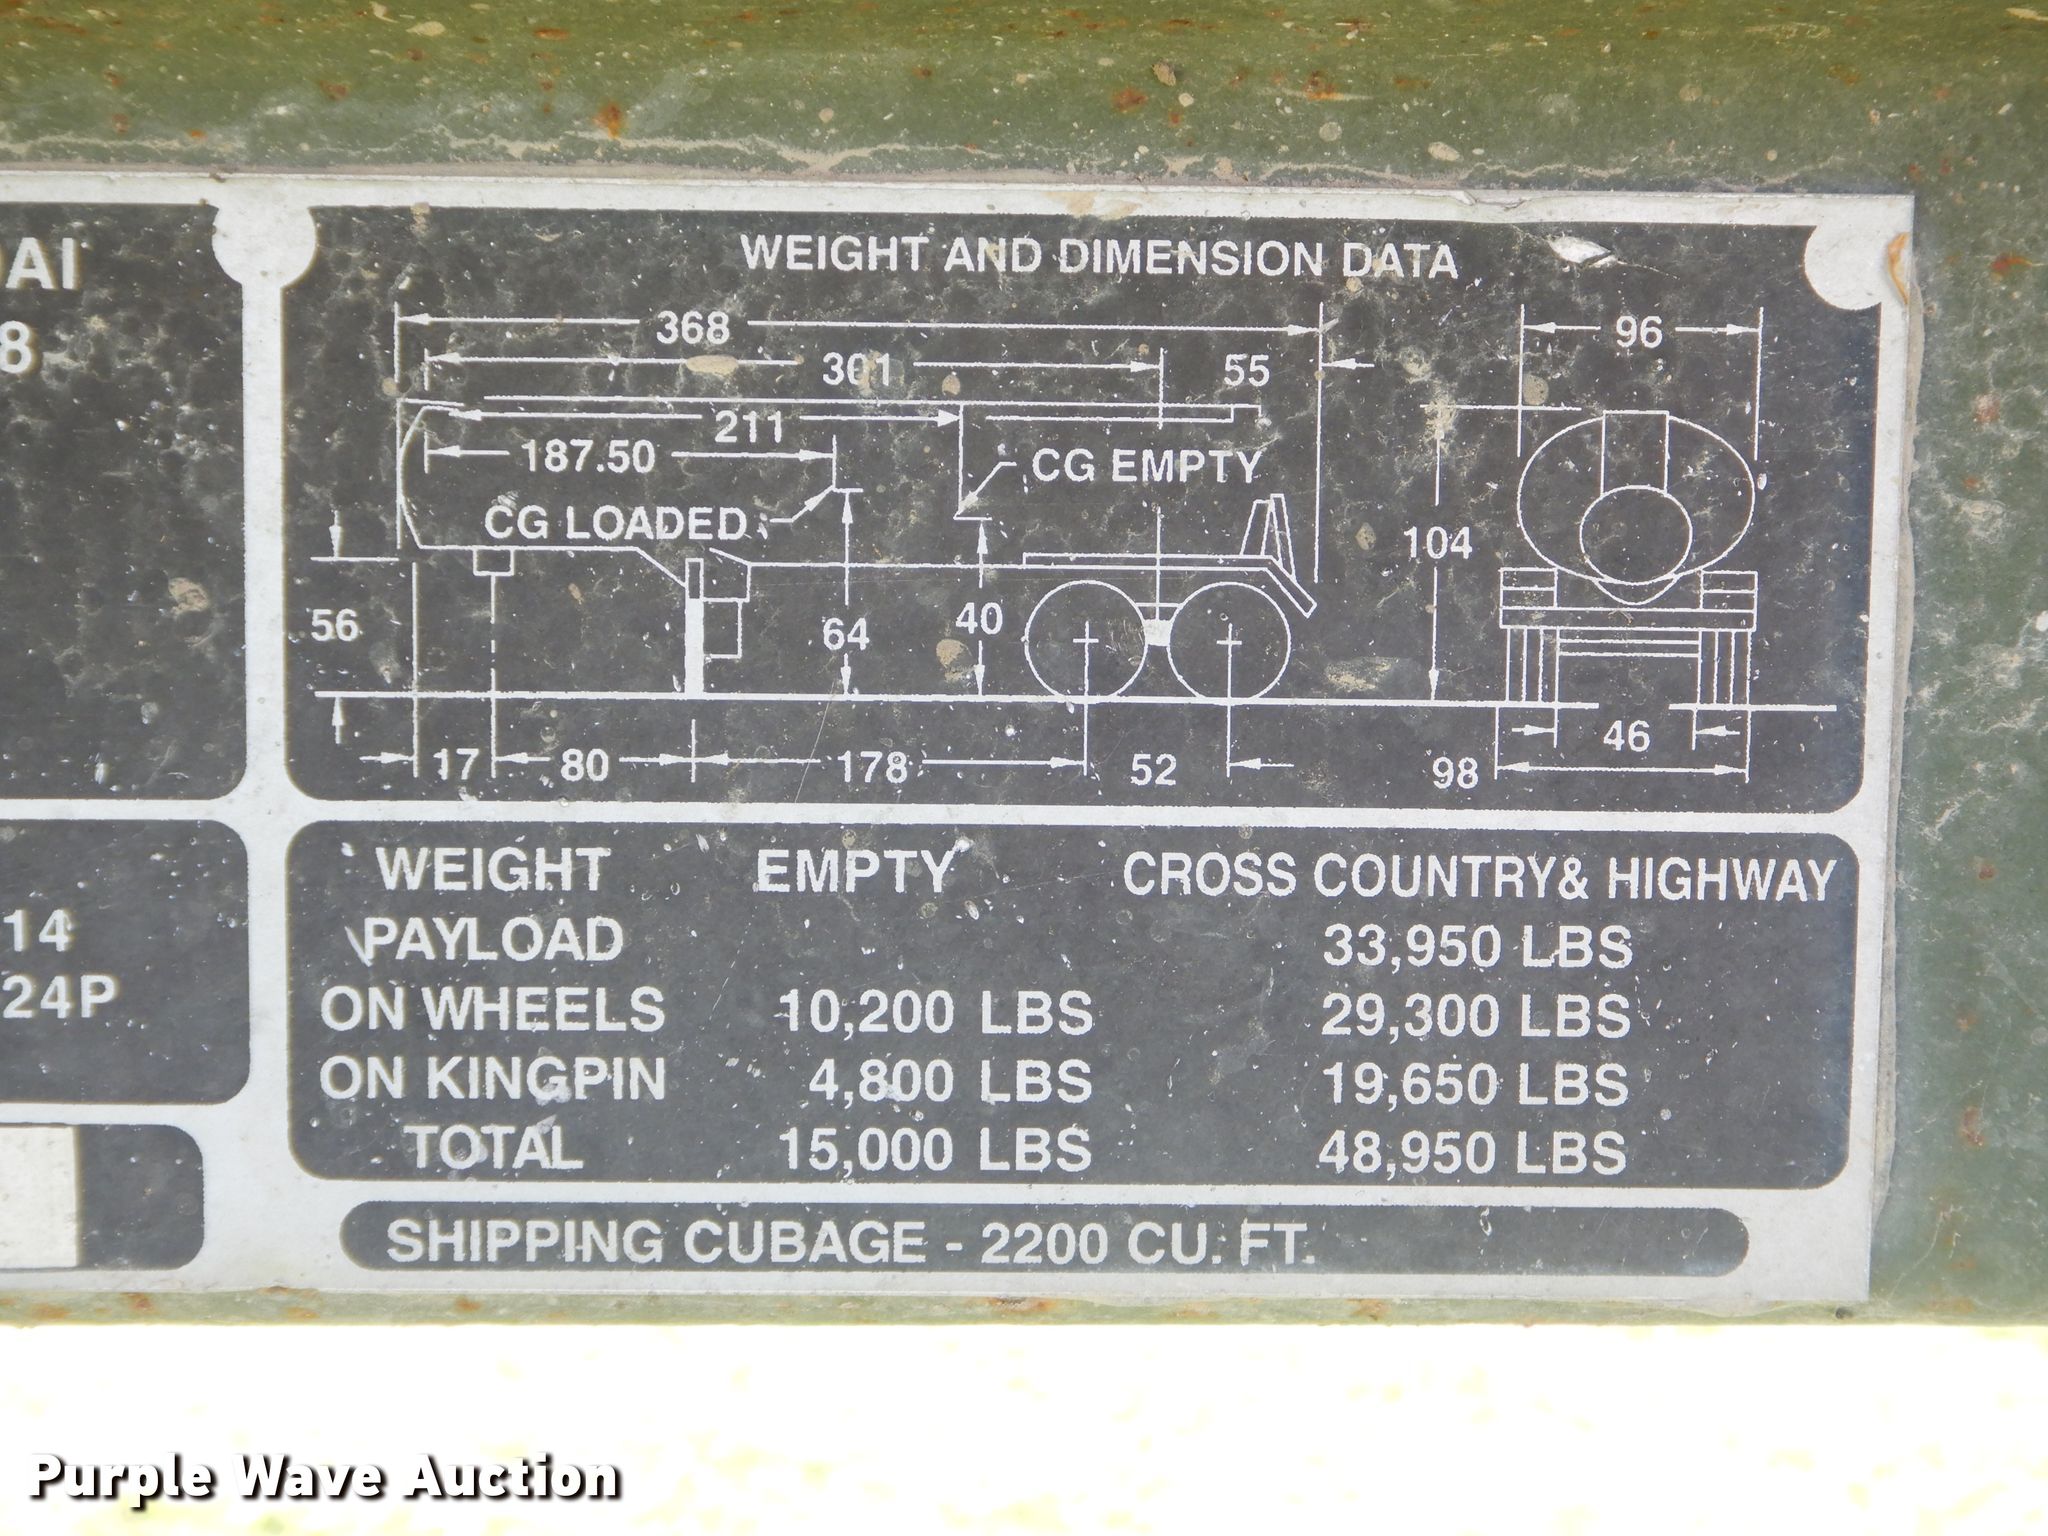 DAI
8
14
24P
WEIGHT AND DIMENSION DATA
368
96
301
55
211
187.50
CG EMPTY
CG LOADED
104
56
64
40
17
80
178
52
46
98
WEIGHT EMPTY CROSS COUNTRY& HIGHWAY
PAYLOAD 33,950 LBS
ON WHEELS 10,200 LBS 29,300 LBS
ON KINGPIN 4,800 LBS 19,650 LBS
TOTAL 15,000 LBS 48,950 LBS
SHIPPING CUBAGE - 2200 CU. FT.
Purple Wave Auction